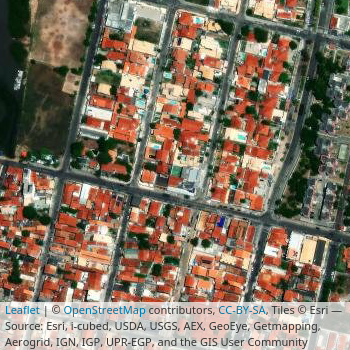 Leaflet | © OpenStreetMap contributors, CC-BY-SA, Tiles © Esri —
Source: Esri, i-cubed, USDA, USGS, AEX, GeoEye, Getmapping,
Aerogrid, IGN, IGP, UPR-EGP, and the GIS User Community